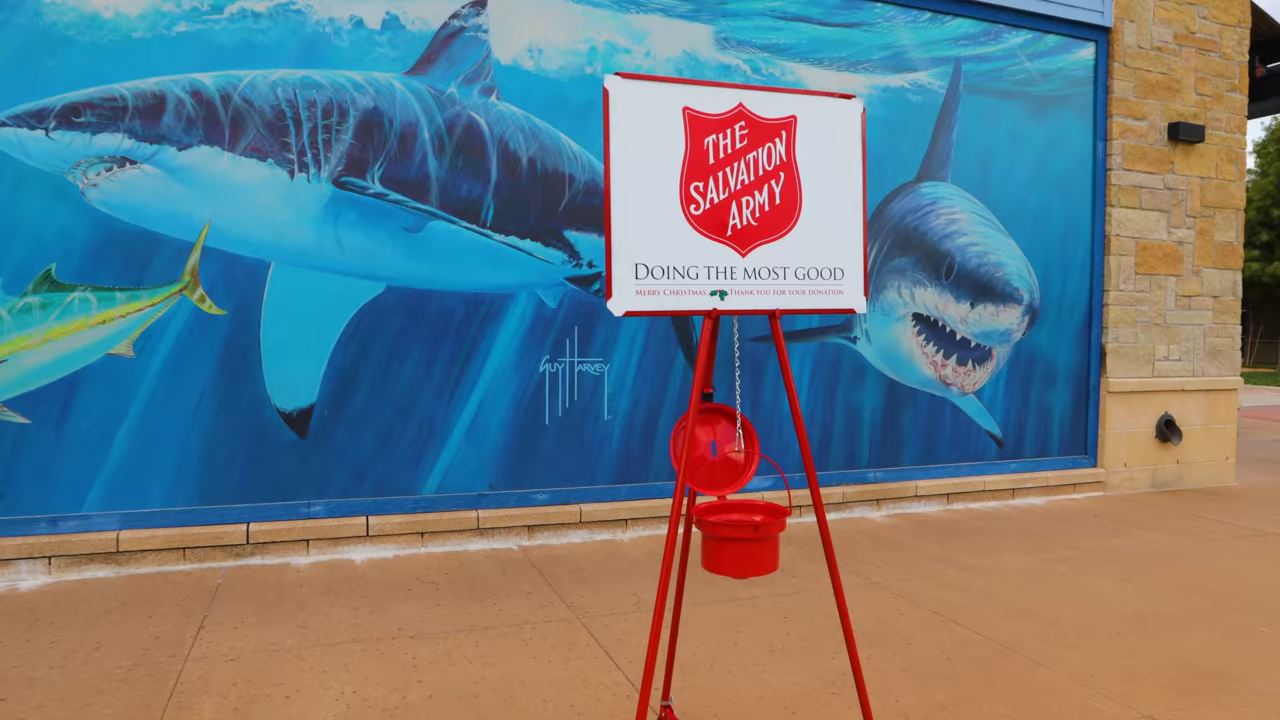 THE
SALVATION
ARMY
DOING THE MOST GOOD
MERRY CHRISTMAS THANK YOU FOR YOUR DONATION
GUY HARVEY